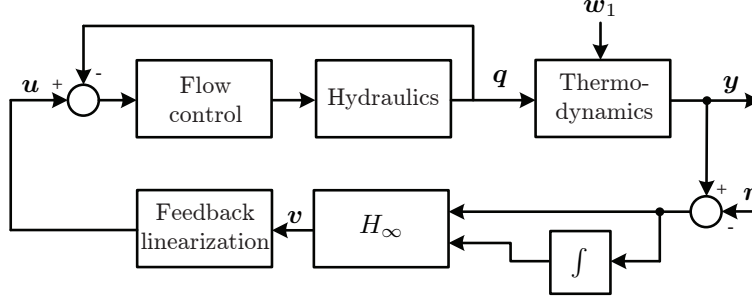 w1
u
+
-
Flow
control
Hydraulics
q
Thermo-
dynamics
y
Feedback
linearization
v
H∞
∫
+
-
r